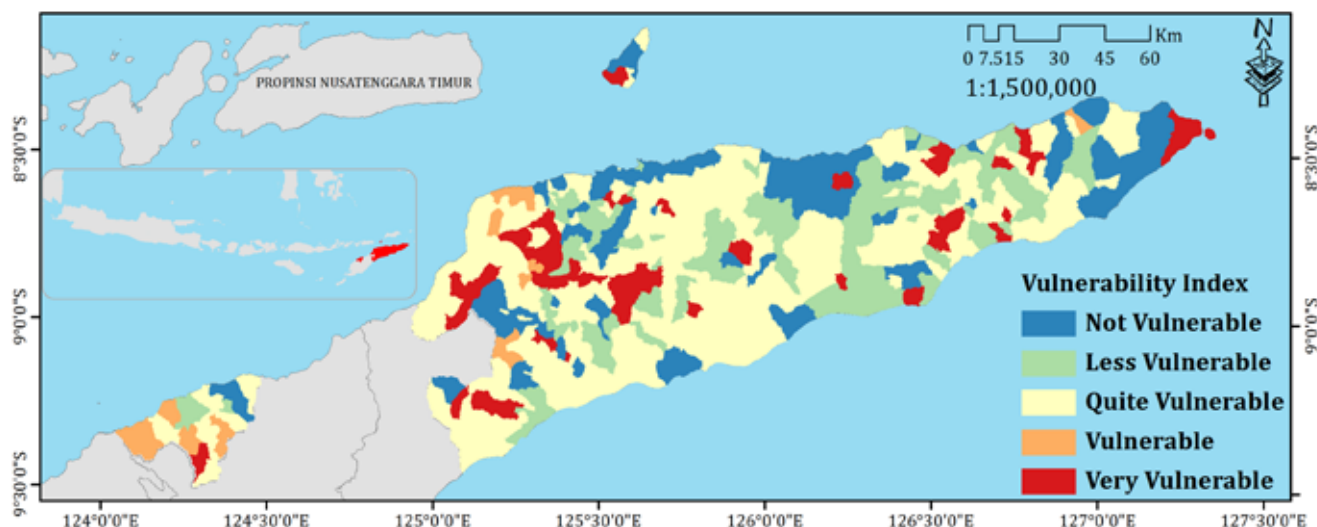 PROPINSI NUSATENGGARA TIMUR
Km
0 7.5 15 30 45 60
1:1,500,000
N
8°30'0"S
9°0'0"S
9°30'0"S
8°30'0"S
9°0'0"S
Vulnerability Index
Not Vulnerable
Less Vulnerable
Quite Vulnerable
Vulnerable
Very Vulnerable
124°0'0"E 124°30'0"E 125°0'0"E 125°30'0"E 126°0'0"E 126°30'0"E 127°0'0"E 127°30'0"E